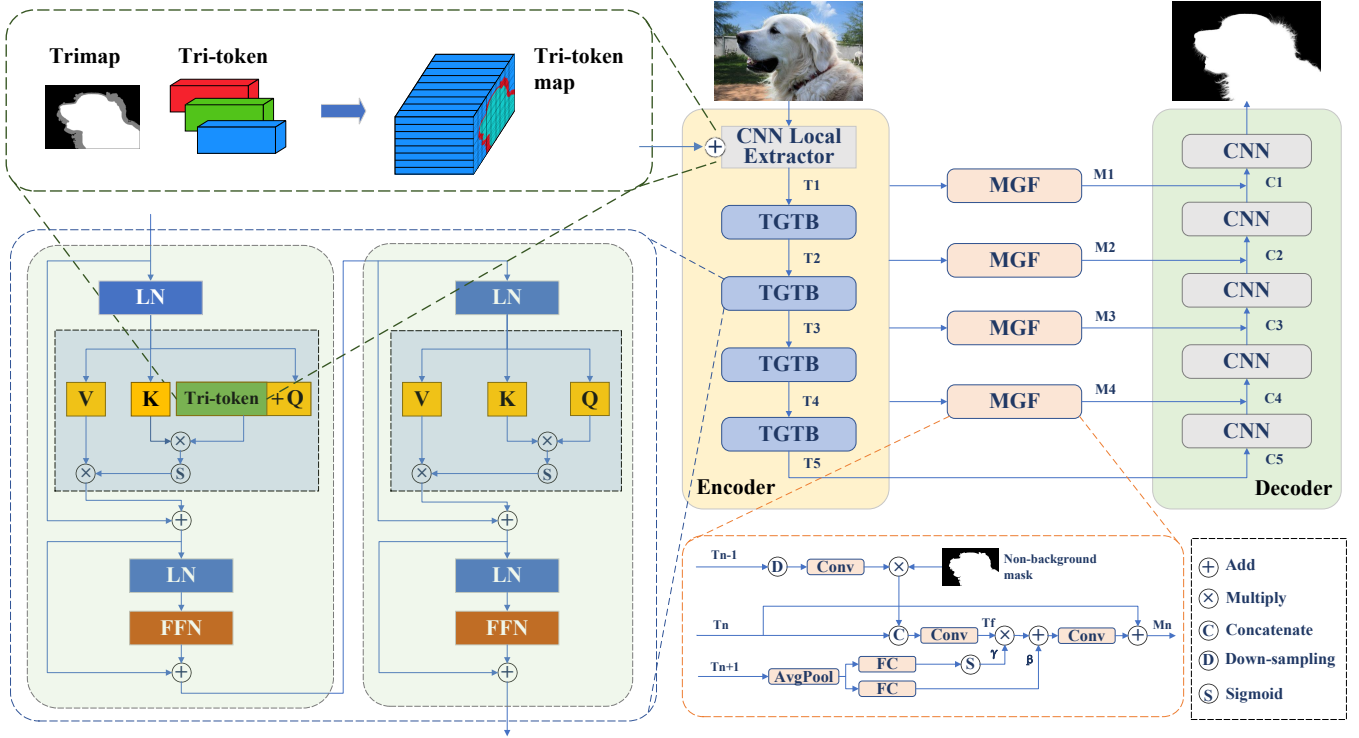 Trimap
Tri-token
Tri-token
map
CNN Local
Extractor
T1
TGTB
T2
TGTB
T3
TGTB
T4
TGTB
T5
Encoder
MGF
M1
MGF
M2
MGF
M3
MGF
M4
CNN
C1
CNN
C2
CNN
C3
CNN
C4
CNN
C5
Decoder
LN
V
K
Tri-token
+Q
S
LN
FFN
LN
V
K
Q
S
LN
FFN
Tn-1
D
Conv
Non-background
mask
Tn
C
Conv
Tf
Conv
Mn
γ
β
Tn+1
AvgPool
FC
S
FC
Add
Multiply
C Concatenate
D Down-sampling
S Sigmoid